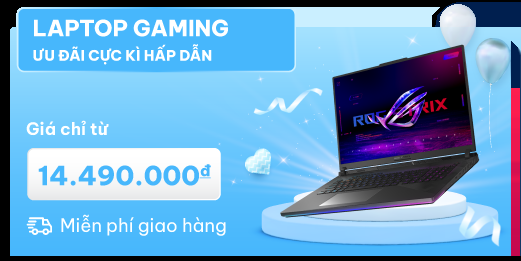 LAPTOP GAMING
ƯU ĐÃI CỰC KÌ HẤP DẪN
Giá chỉ từ
14.490.000đ
Miễn phí giao hàng